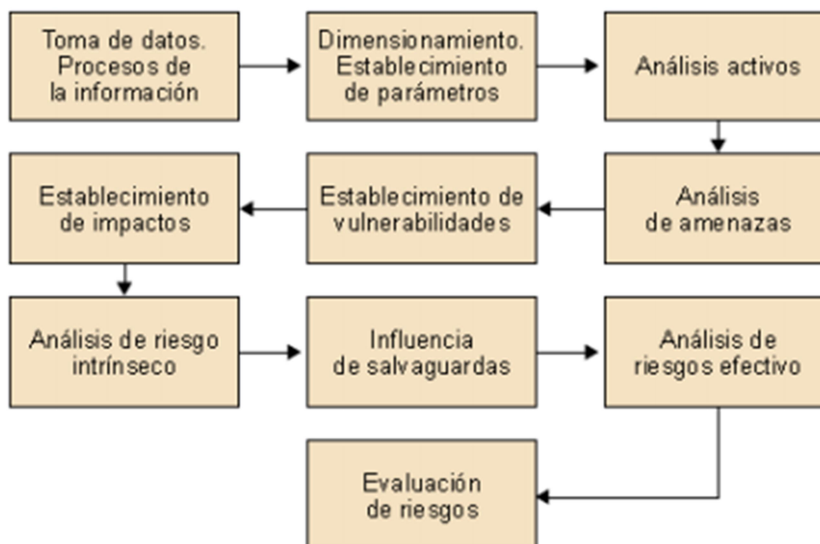 Toma de datos.
Procesos de
la información
Dimensionamiento.
Establecimiento
de parámetros
Análisis activos
Análisis
de amenazas
Establecimiento de
vulnerabilidades
Establecimiento
de impactos
Análisis de riesgo
intrínseco
Influencia
de salvaguardas
Análisis de
riesgos efectivo
Evaluación
de riesgos